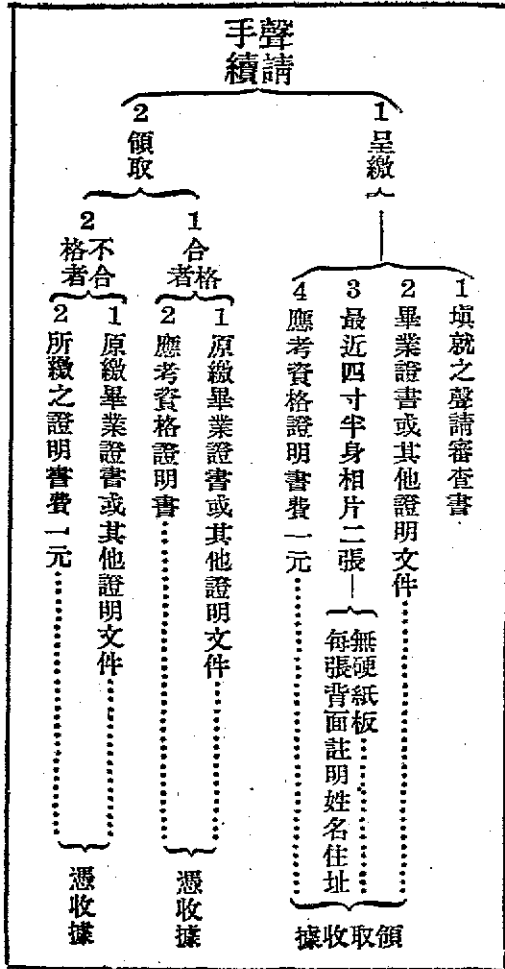 聲請
手續
1呈繳
1填就之聲請審查書
2畢業證書或其他證明文件
3最近四寸半身相片二張
無硬紙板
每張背面註明姓名住址
4應考資格證明書費一元
領取收據
2領取
1合格者
1原繳畢業證書或其他證明文件
2應考資格證明書
憑收據
2不合格者
1原繳畢業證書或其他證明文件
2所繳之證明書費一元
憑收據